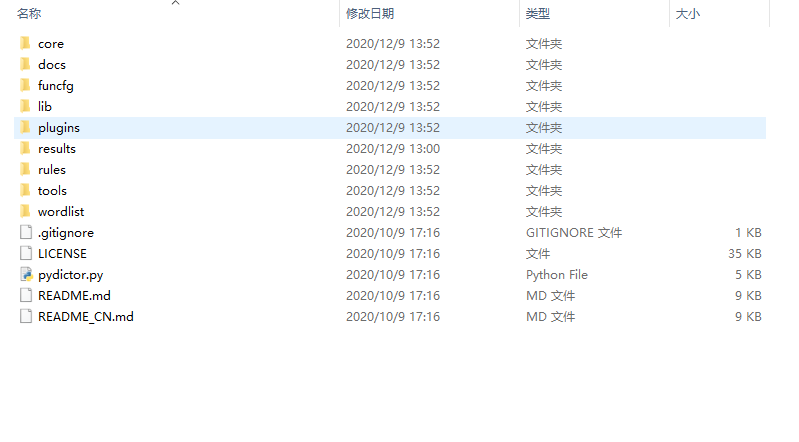 名称 修改日期 类型 大小
core 2020/12/9 13:52 文件夹
docs 2020/12/9 13:52 文件夹
funcfg 2020/12/9 13:52 文件夹
lib 2020/12/9 13:52 文件夹
plugins 2020/12/9 13:52 文件夹
results 2020/12/9 13:00 文件夹
rules 2020/12/9 13:52 文件夹
tools 2020/12/9 13:52 文件夹
wordlist 2020/12/9 13:52 文件夹
.gitignore 2020/10/9 17:16 GITIGNORE 文件 1 KB
LICENSE 2020/10/9 17:16 文件 35 KB
pydictor.py 2020/10/9 17:16 Python File 5 KB
README.md 2020/10/9 17:16 MD 文件 9 KB
README_CN.md 2020/10/9 17:16 MD 文件 9 KB